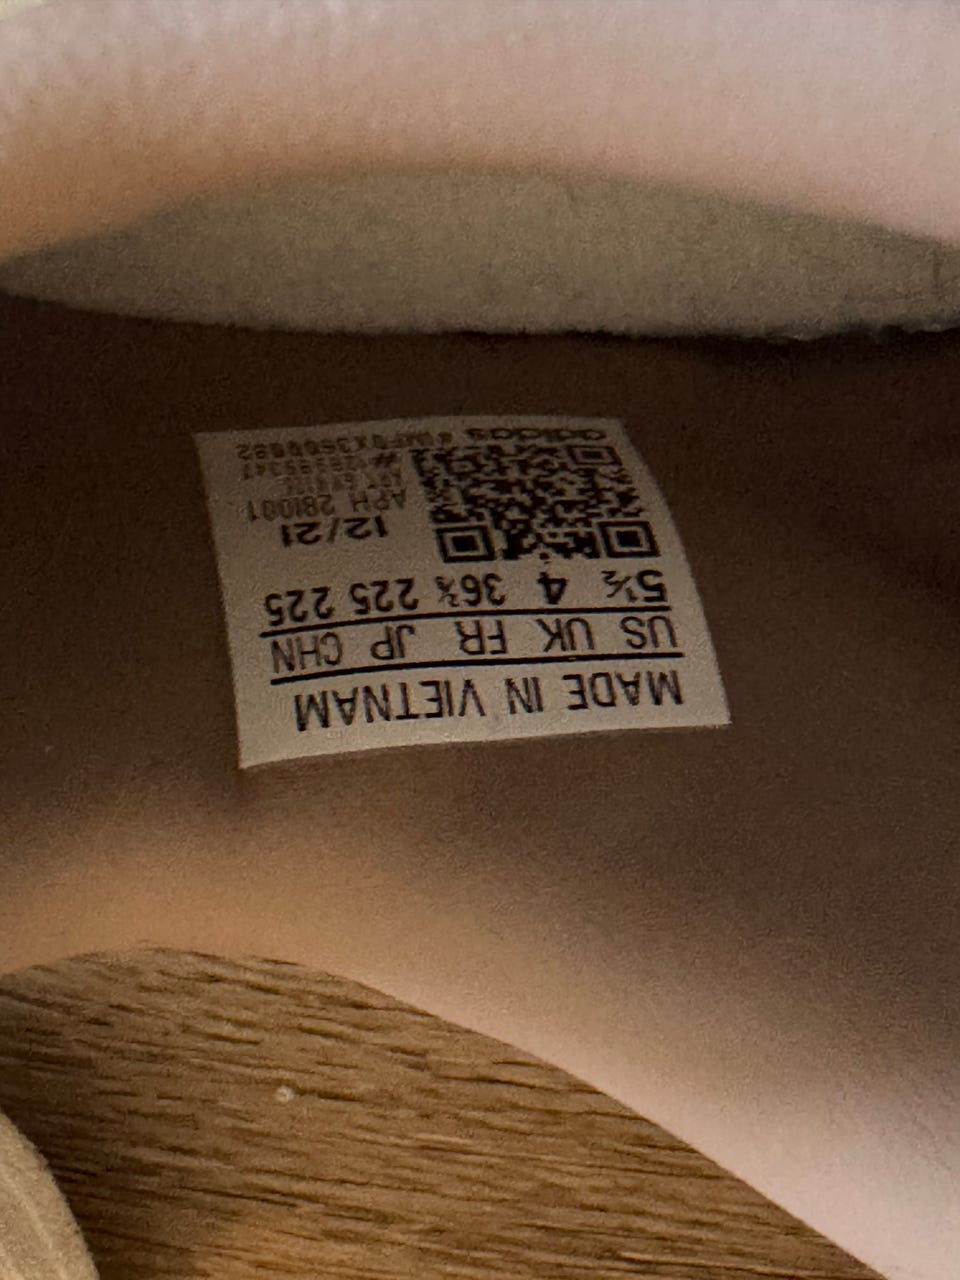 MADE IN VIETNAM
US UK FR JP CHN
5½ 4 36⅔ 225 225
12/21
APH 281001
adidas